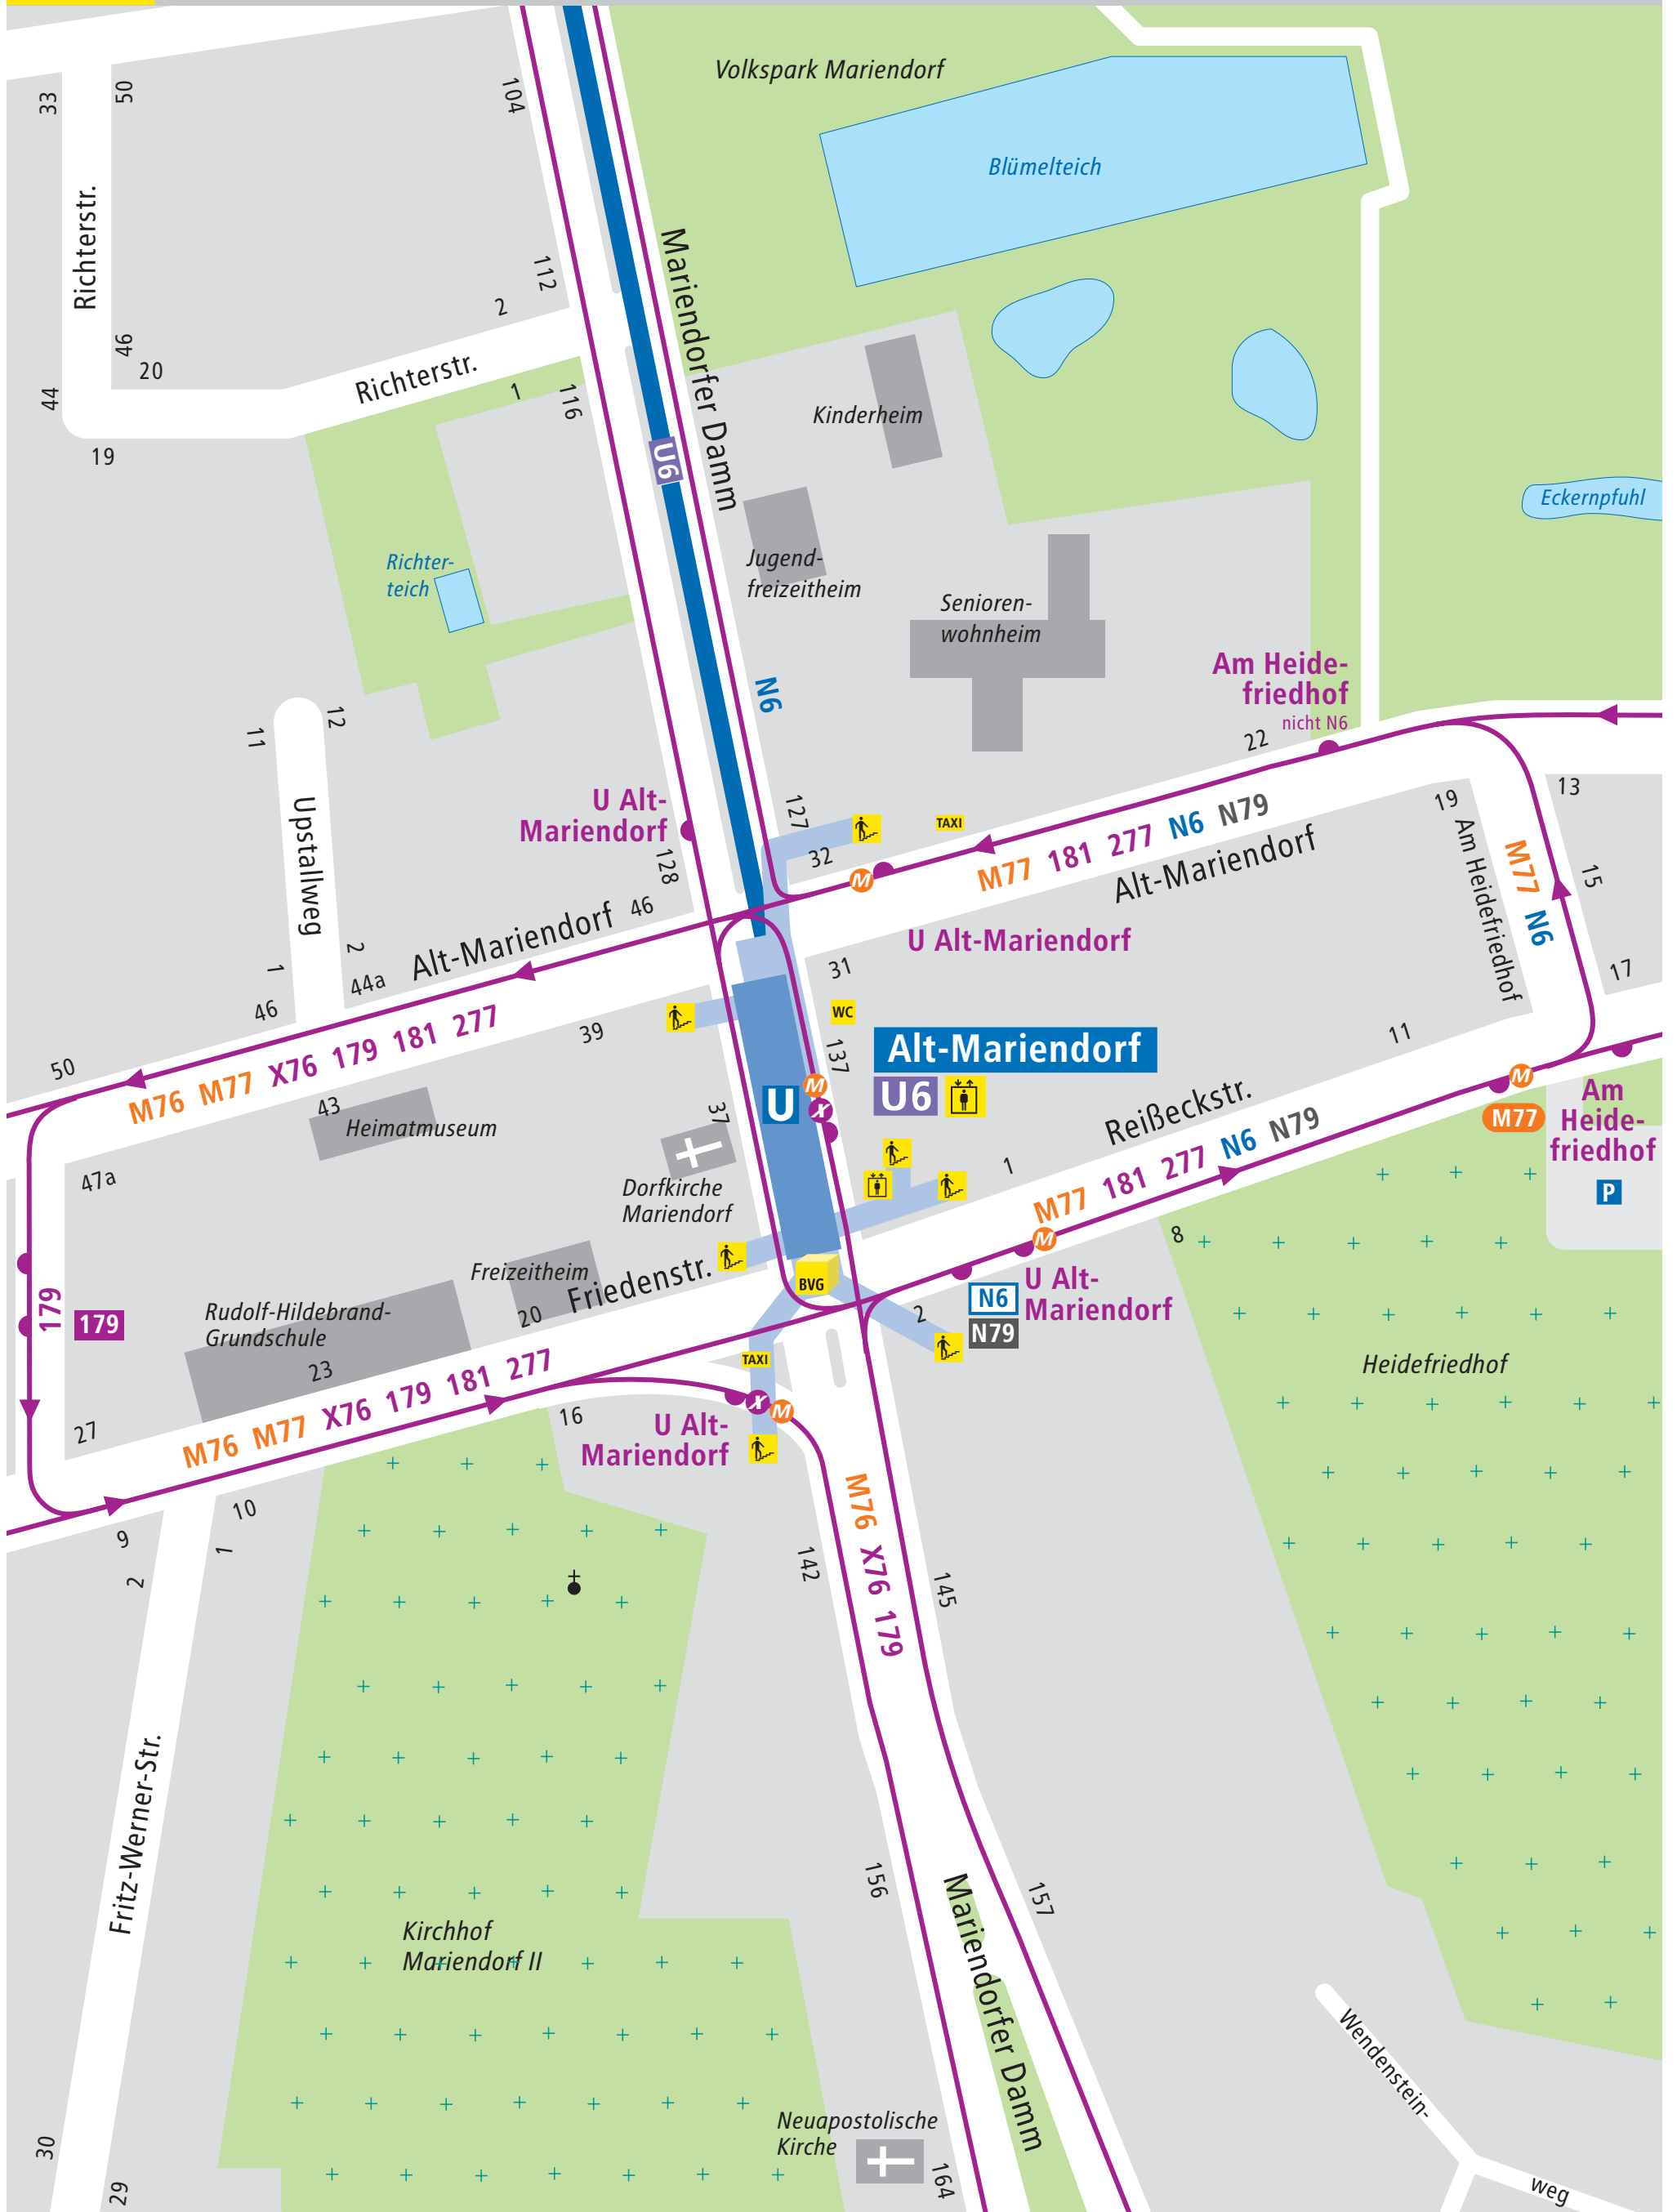 Volkspark Mariendorf
Blümelteich
33
50
104
Richterstr.
112
2
Mariendorfer Damm
46
20
44
Richterstr.
1
116
19
U6
Kinderheim
Eckernpfuhl
Richter-
teich
Jugend-
freizeitheim
Senioren-
wohnheim
N6
Am Heide-
friedhof
nicht N6
22
11
12
Upstallweg
U Alt-
Mariendorf
127
128
TAXI
32
M
M77 181 277 N6 N79
Alt-Mariendorf
19
13
Am Heidefriedhof
M77 N6
15
17
46
Alt-Mariendorf
U Alt-Mariendorf
1
2
44a
46
31
WC
50
39
M76 M77 X76 179 181 277
137
Alt-Mariendorf
U6
11
43
Heimatmuseum
37
U
M
X
Reißeckstr.
M
M77
Am
Heide-
friedhof
P
47a
Dorfkirche
Mariendorf
1
M77 181 277 N6 N79
M
8
179
179
Freizeitheim
Friedenstr.
BVG
20
Rudolf-Hildebrand-
Grundschule
23
2
N6
N79
U Alt-
Mariendorf
TAXI
Heidefriedhof
M76 M77 X76 179 181 277
27
16
X
M
U Alt-
Mariendorf
10
9
1
2
M76 X76 179
142
145
Fritz-Werner-Str.
156
157
Kirchhof
Mariendorf II
Mariendorfer Damm
Wendenstein-
weg
Neuapostolische
Kirche
164
30
29